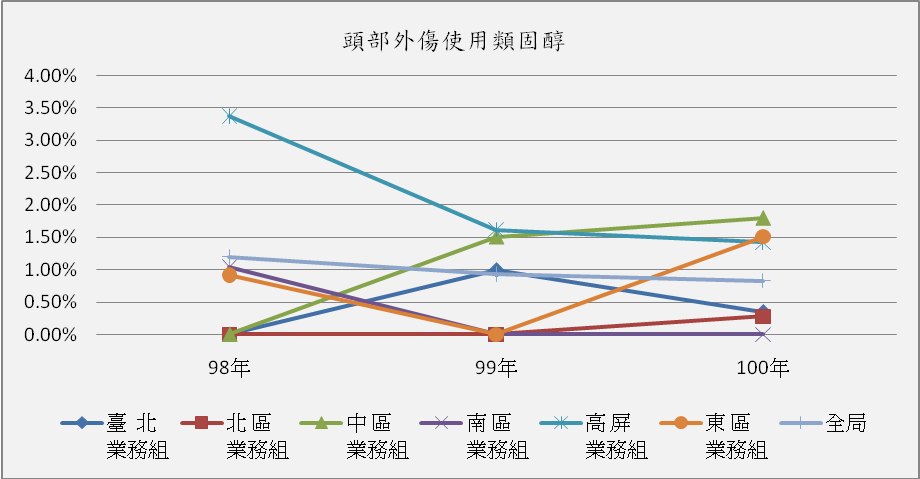 頭部外傷使用類固醇
4.00%
3.50%
3.00%
2.50%
2.00%
1.50%
1.00%
0.50%
0.00%
98年 99年 100年
臺北 北區 中區 南區 高屏 東區 全局
業務組 業務組 業務組 業務組 業務組 業務組